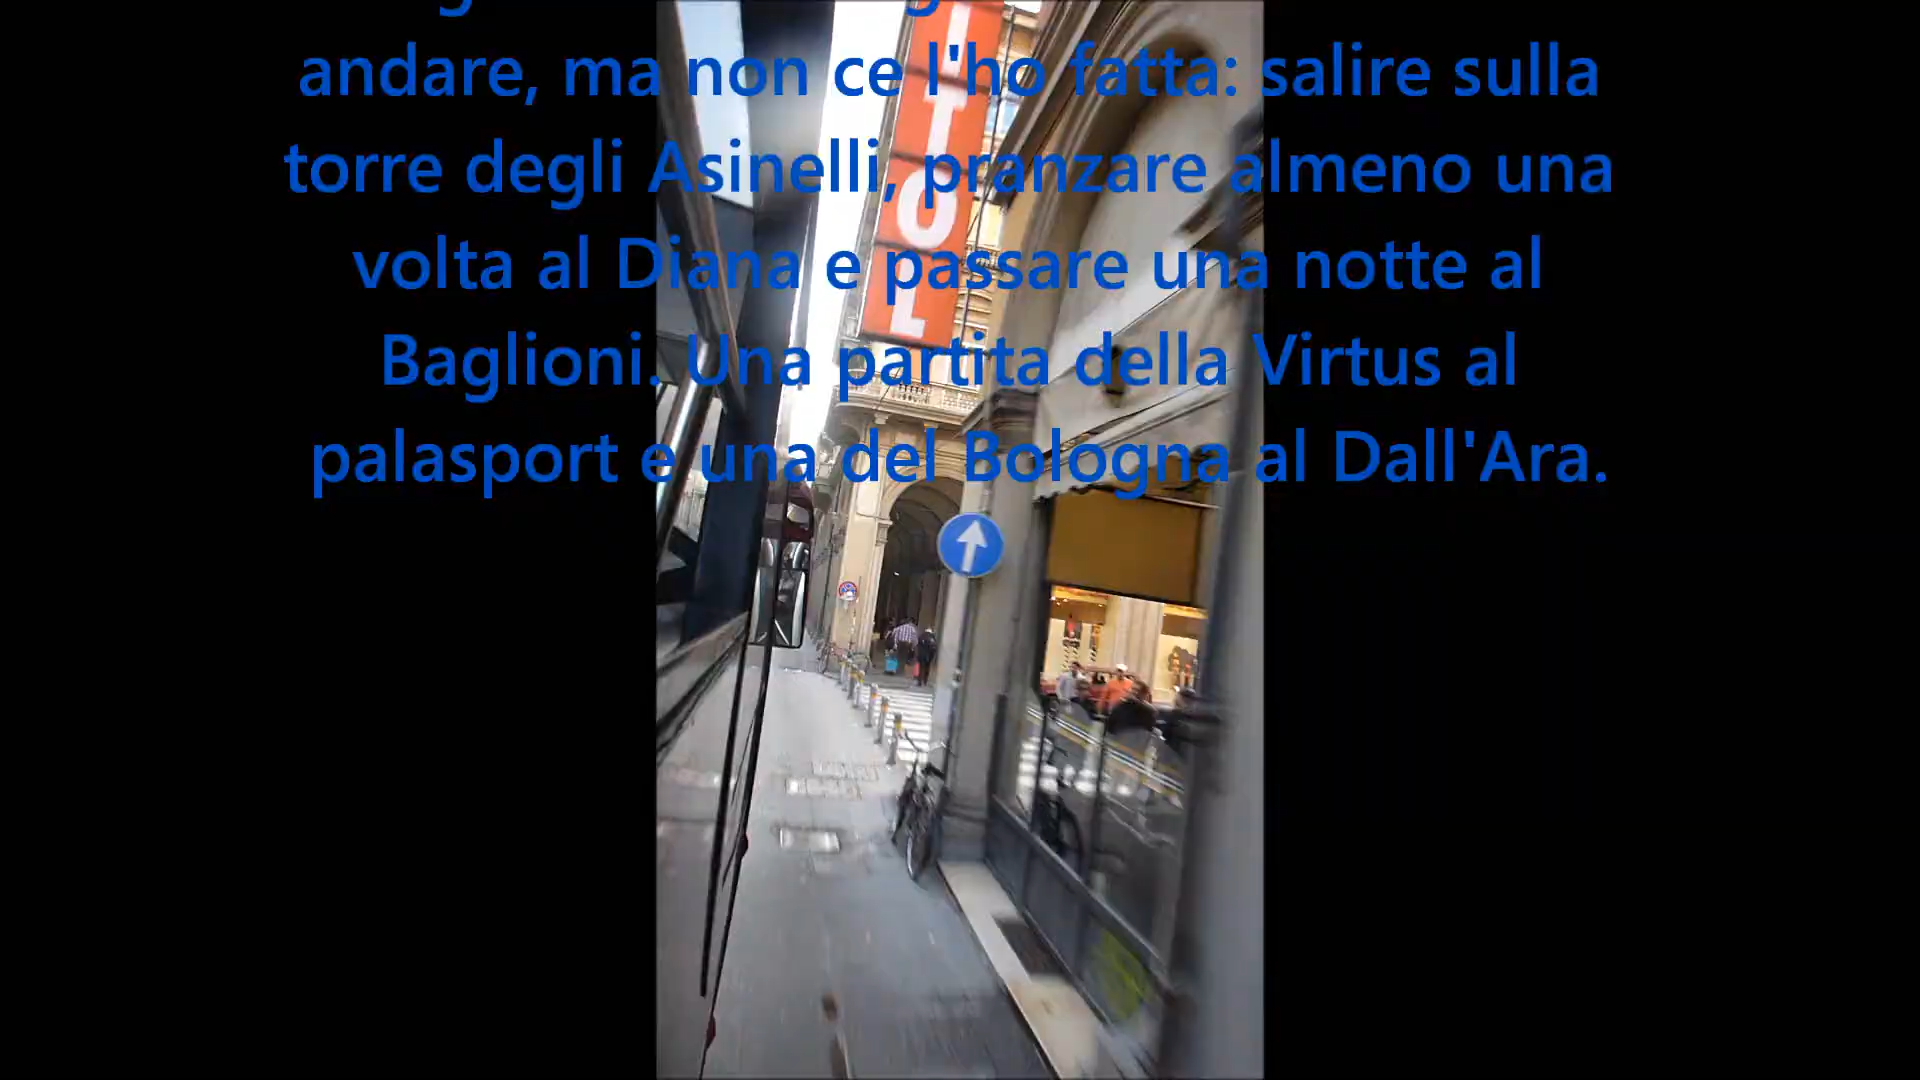 andare, ma non ce l'ho fatta: salire sulla
torre degli Asinelli, pranzare almeno una
volta al Diana e passare una notte al
Baglioni. Una partita della Virtus al
palasport e una del Bologna al Dall'Ara.
ITOL